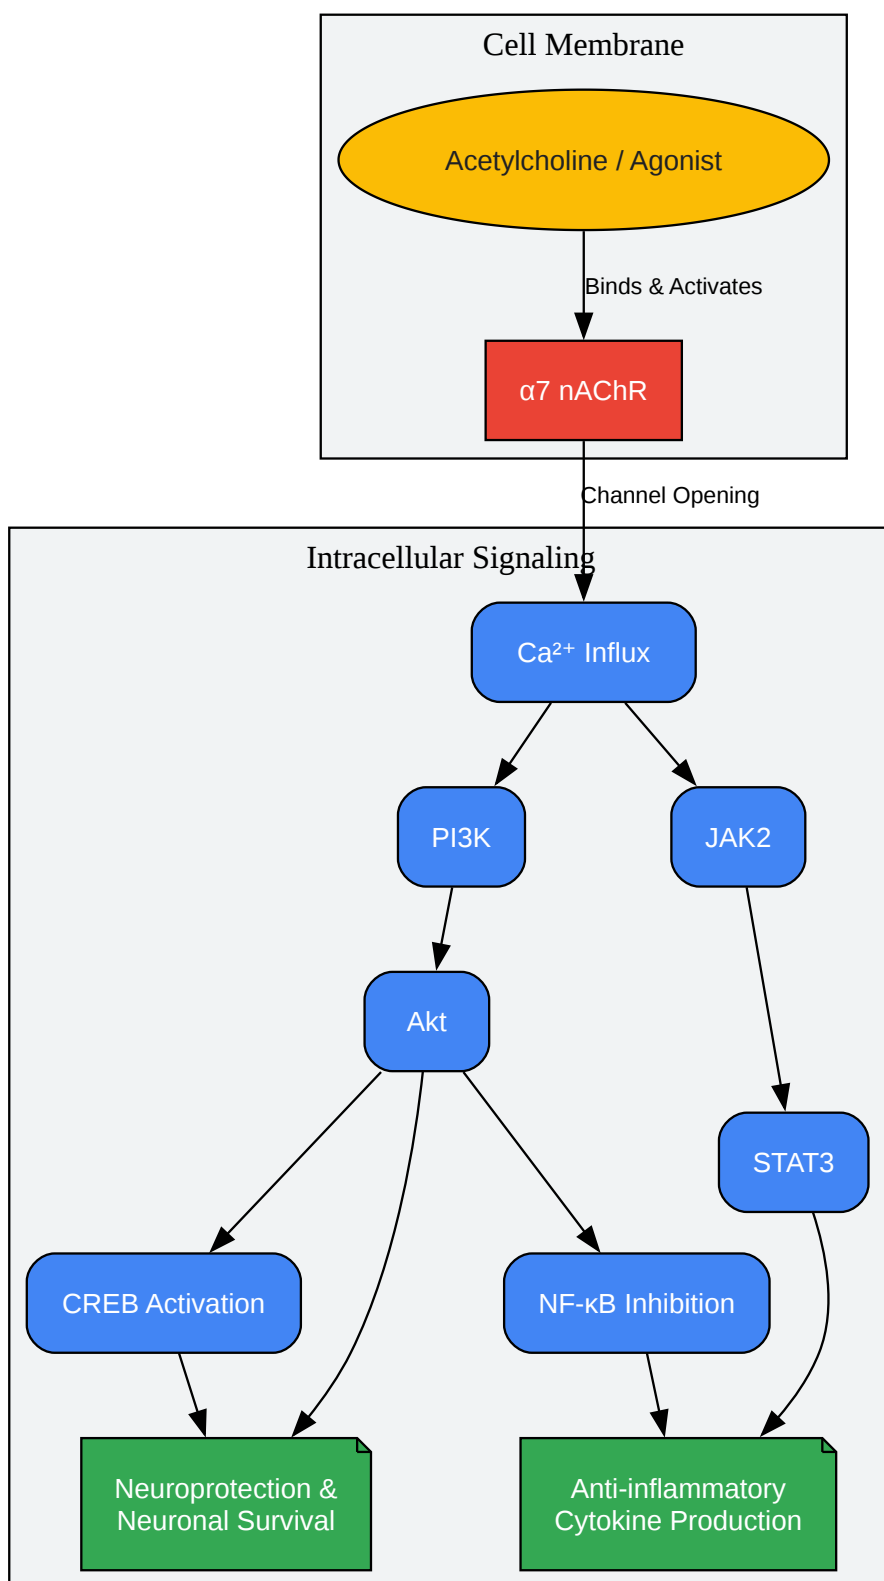 Cell Membrane
Acetylcholine / Agonist
Binds & Activates
α7 nAChR
Channel Opening
Intracellular Signaling
Ca²⁺ Influx
PI3K
JAK2
Akt
STAT3
CREB Activation
NF-κB Inhibition
Neuroprotection &
Neuronal Survival
Anti-inflammatory
Cytokine Production